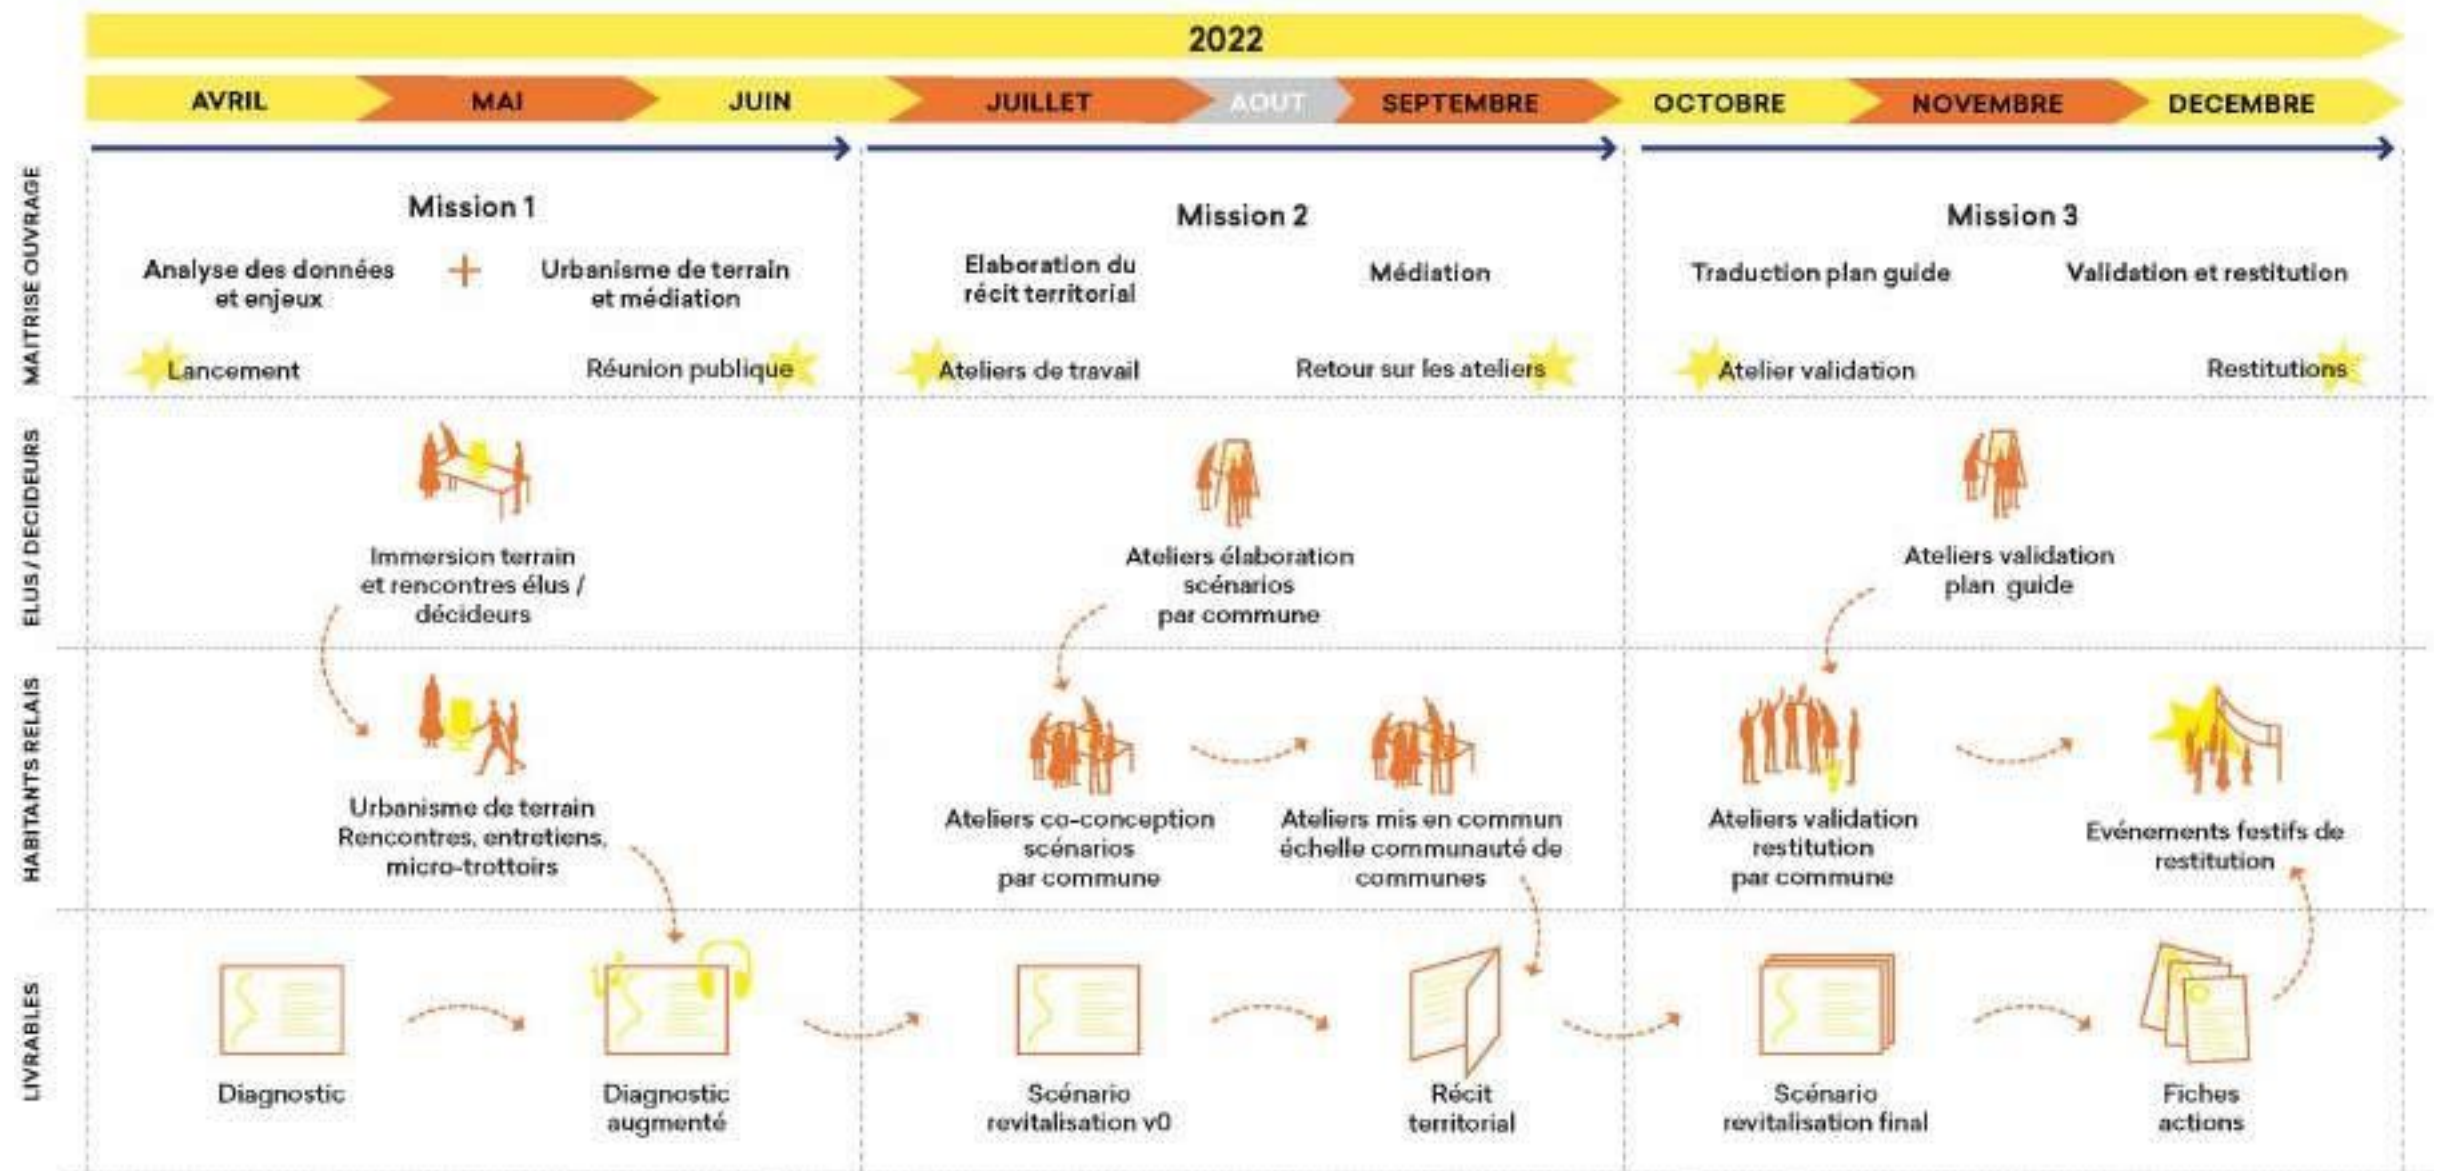 2022
AVRIL
MAI
JUIN
JUILLET
AOUT
SEPTEMBRE
OCTOBRE
NOVEMBRE
DECEMBRE
MAITRISE OUVRAGE
Mission 1
Analyse des données
et enjeux
+
Urbanisme de terrain
et médiation
Lancement
Réunion publique
Mission 2
Elaboration du
récit territorial
Médiation
Ateliers de travail
Retour sur les ateliers
Mission 3
Traduction plan guide
Validation et restitution
Atelier validation
Restitutions
ELUS / DECIDEURS
Immersion terrain
et rencontres élus /
décideurs
Ateliers élaboration
scénarios
par commune
Ateliers validation
plan guide
HABITANTS RELAIS
Urbanisme de terrain
Rencontres, entretiens,
micro-trottoirs
Ateliers co-conception
scénarios
par commune
Ateliers mis en commun
échelle communauté de
communes
Ateliers validation
restitution
par commune
Evénements festifs de
restitution
LIVRABLES
Diagnostic
Diagnostic
augmenté
Scénario
revitalisation v0
Récit
territorial
Scénario
revitalisation final
Fiches
actions